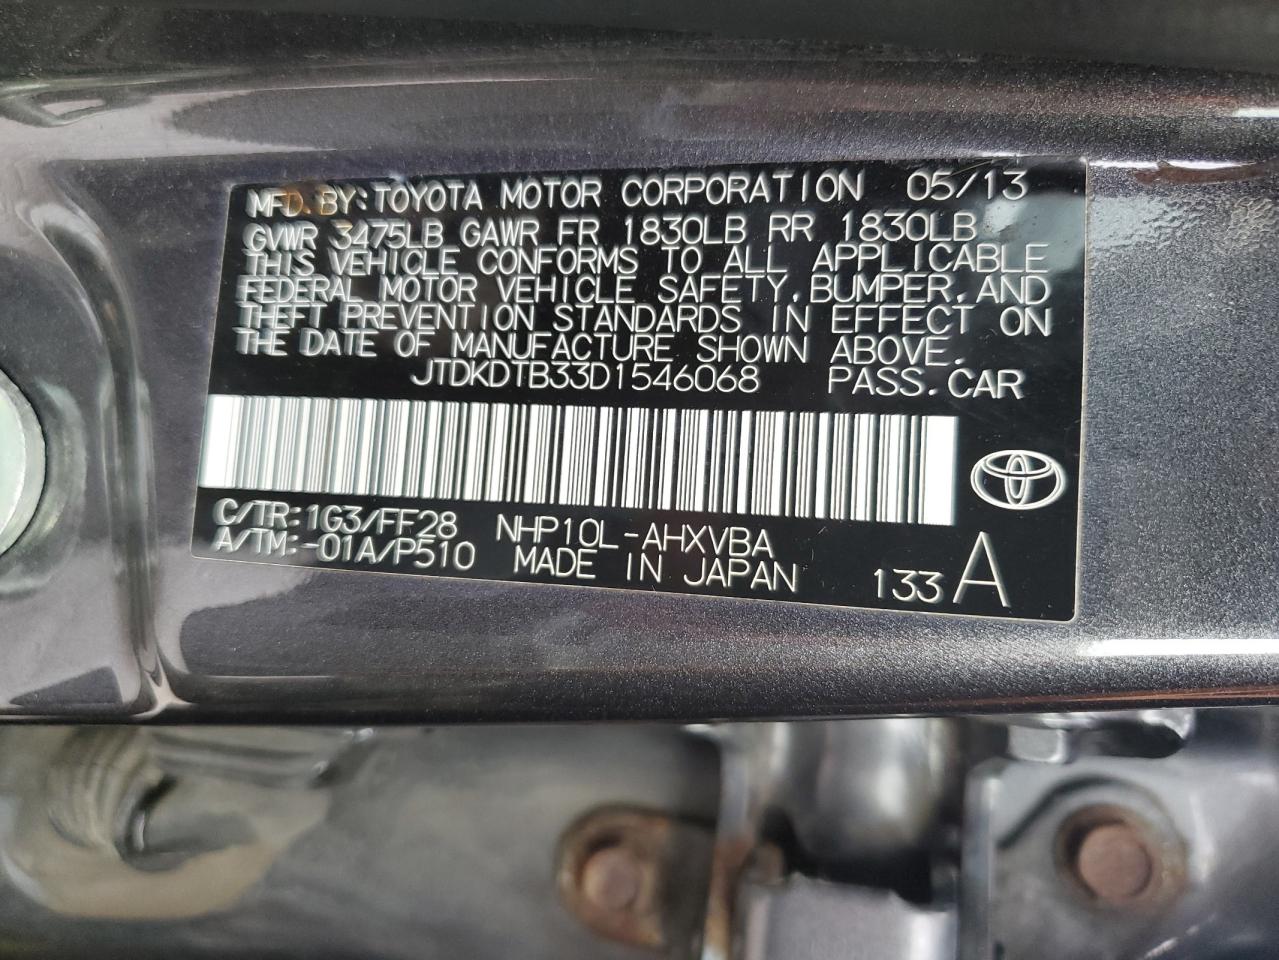 MFD. BY: TOYOTA MOTOR CORPORATION 05/13
GVWR 3475LB GAWR FR 1830LB RR 1830LB
THIS VEHICLE CONFORMS TO ALL APPLICABLE
FEDERAL MOTOR VEHICLE SAFETY, BUMPER, AND
THEFT PREVENTION STANDARDS IN EFFECT ON
THE DATE OF MANUFACTURE SHOWN ABOVE.
JTDKDTB33D1546068 PASS. CAR
C/TR: 1G3/FF28 NHP10L-AHXVBA
A/TM: -01A/P510 MADE IN JAPAN 133 A